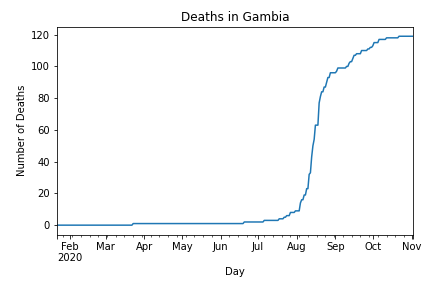 Deaths in Gambia
120
100
80
60
40
20
0
Number of Deaths
Feb Mar Apr May Jun Jul Aug Sep Oct Nov
2020
Day